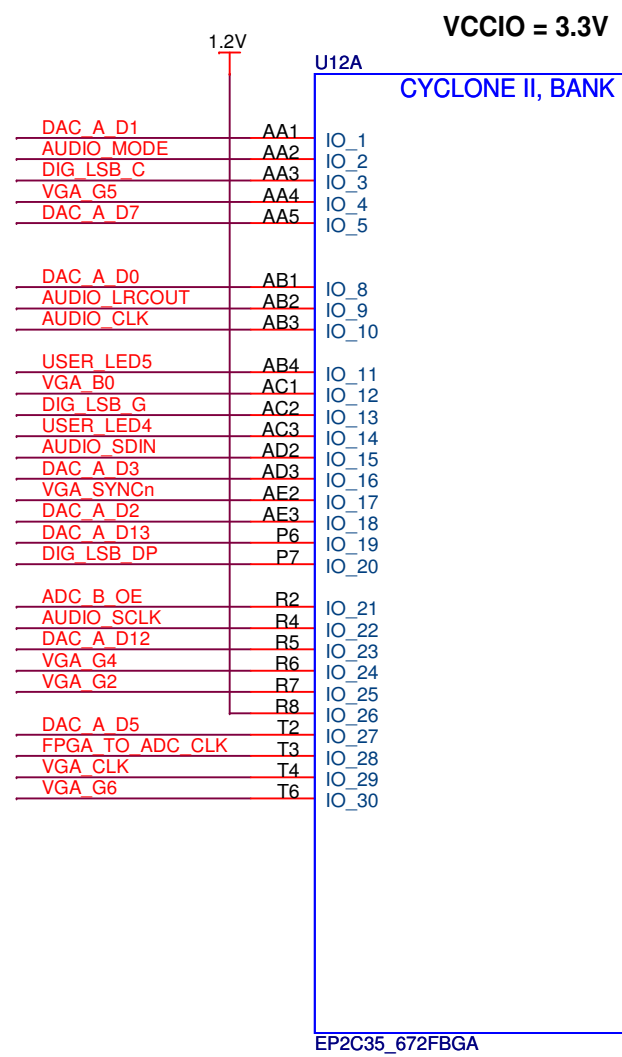 VCCIO = 3.3V
1.2V
U12A
CYCLONE II, BANK
DAC_A_D1 AA1 IO_1
AUDIO_MODE AA2 IO_2
DIG_LSB_C AA3 IO_3
VGA_G5 AA4 IO_4
DAC_A_D7 AA5 IO_5
DAC_A_D0 AB1 IO_8
AUDIO_LRCOUT AB2 IO_9
AUDIO_CLK AB3 IO_10
USER_LED5 AB4 IO_11
VGA_B0 AC1 IO_12
DIG_LSB_G AC2 IO_13
USER_LED4 AC3 IO_14
AUDIO_SDIN AD2 IO_15
DAC_A_D3 AD3 IO_16
VGA_SYNCn AE2 IO_17
DAC_A_D2 AE3 IO_18
DAC_A_D13 P6 IO_19
DIG_LSB_DP P7 IO_20
ADC_B_OE R2 IO_21
AUDIO_SCLK R4 IO_22
DAC_A_D12 R5 IO_23
VGA_G4 R6 IO_24
VGA_G2 R7 IO_25
R8 IO_26
DAC_A_D5 T2 IO_27
FPGA_TO_ADC_CLK T3 IO_28
VGA_CLK T4 IO_29
VGA_G6 T6 IO_30
EP2C35_672FBGA